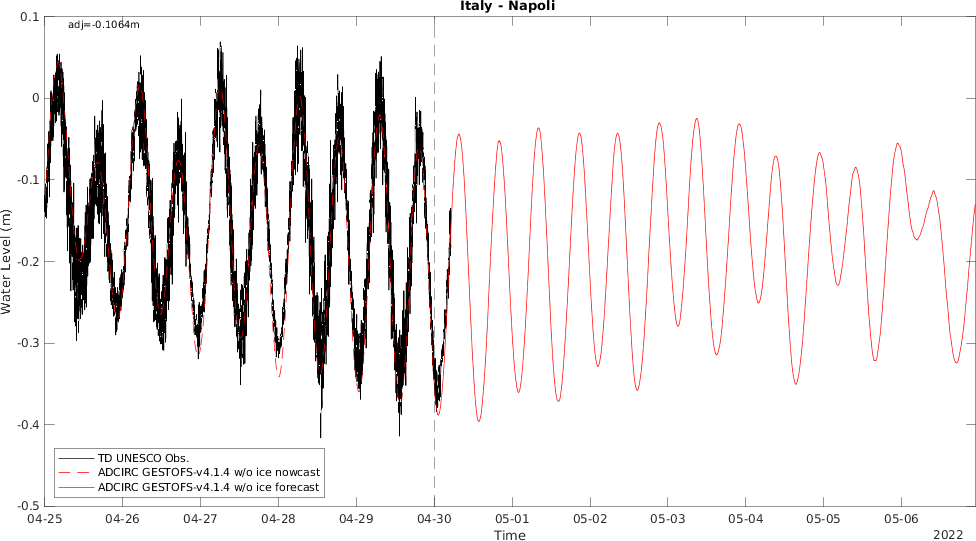 Italy - Napoli
adj=-0.1064m
0.1
0
-0.1
-0.2
-0.3
-0.4
-0.5
Water Level (m)
TD UNESCO Obs.
ADCIRC GESTOFS-v4.1.4 w/o ice nowcast
ADCIRC GESTOFS-v4.1.4 w/o ice forecast
04-25 04-26 04-27 04-28 04-29 04-30 05-01 05-02 05-03 05-04 05-05 05-06
Time
2022